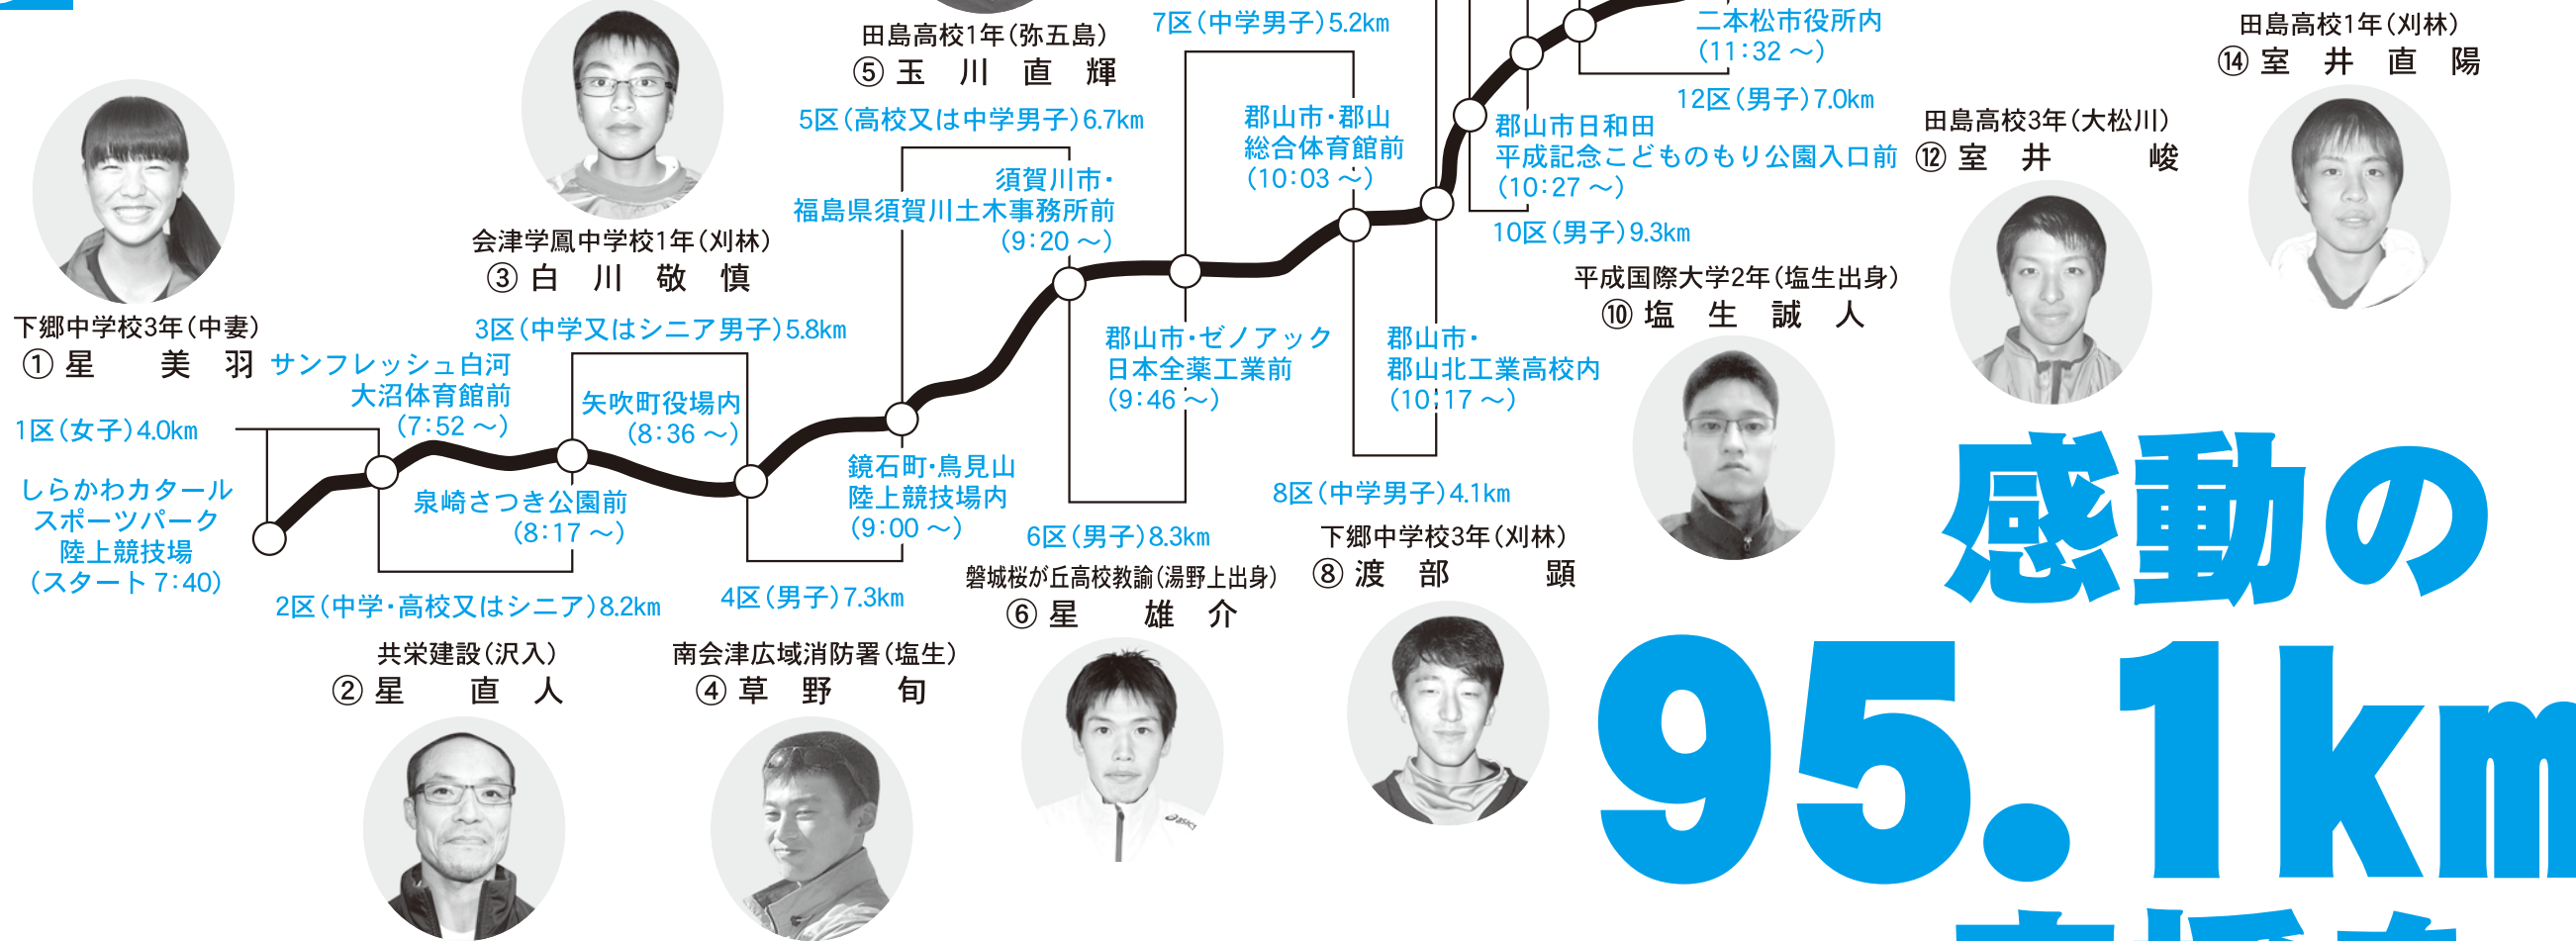 田島高校1年(弥五島)
⑤玉 川 直 輝
5区(高校又は中学男子)6.7km
7区(中学男子)5.2km
二本松市役所内
(11:32 〜)
12区(男子)7.0km
田島高校1年(刈林)
⑭室 井 直 陽
田島高校3年(大松川)
⑫室 井 峻
郡山市・郡山
総合体育館前
(10:03 〜)
郡山市日和田
平成記念こどものもり公園入口前
(10:27 〜)
10区(男子)9.3km
須賀川市・
福島県須賀川土木事務所前
(9:20 〜)
会津学鳳中学校1年(刈林)
③白 川 敬 慎
3区(中学又はシニア男子)5.8km
平成国際大学2年(塩生出身)
⑩塩 生 誠 人
下郷中学校3年(中妻)
①星 美 羽
1区(女子)4.0km
サンフレッシュ白河
大沼体育館前
(7:52 〜)
矢吹町役場内
(8:36 〜)
郡山市・ゼノアック
日本全薬工業前
(9:46 〜)
郡山市・
郡山北工業高校内
(10:17 〜)
しらかわカタール
スポーツパーク
陸上競技場
(スタート 7:40)
泉崎さつき公園前
(8:17 〜)
鏡石町・鳥見山
陸上競技場内
(9:00 〜)
2区(中学・高校又はシニア)8.2km
共栄建設(沢入)
②星 直 人
4区(男子)7.3km
南会津広域消防署(塩生)
④草 野 旬
6区(男子)8.3km
磐城桜が丘高校教諭(湯野上出身)
⑥星 雄 介
8区(中学男子)4.1km
下郷中学校3年(刈林)
⑧渡 部 顕
asics
感動の
95.1km